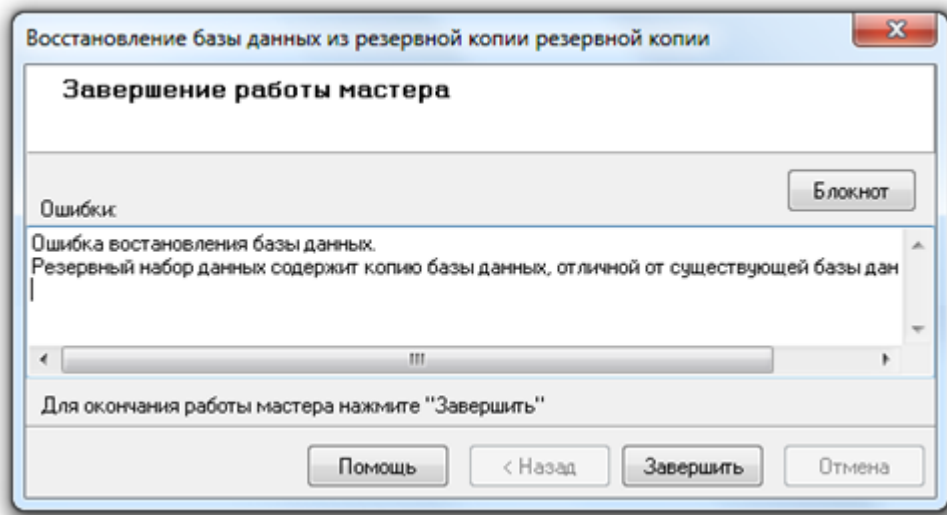 Восстановление базы данных из резервной копии резервной копии
Завершение работы мастера
Блокнот
Ошибки:
Ошибка востановления базы данных.
Резервный набор данных содержит копию базы данных, отличной от существующей базы дан
Для окончания работы мастера нажмите "Завершить"
Помощь
< Назад
Завершить
Отмена